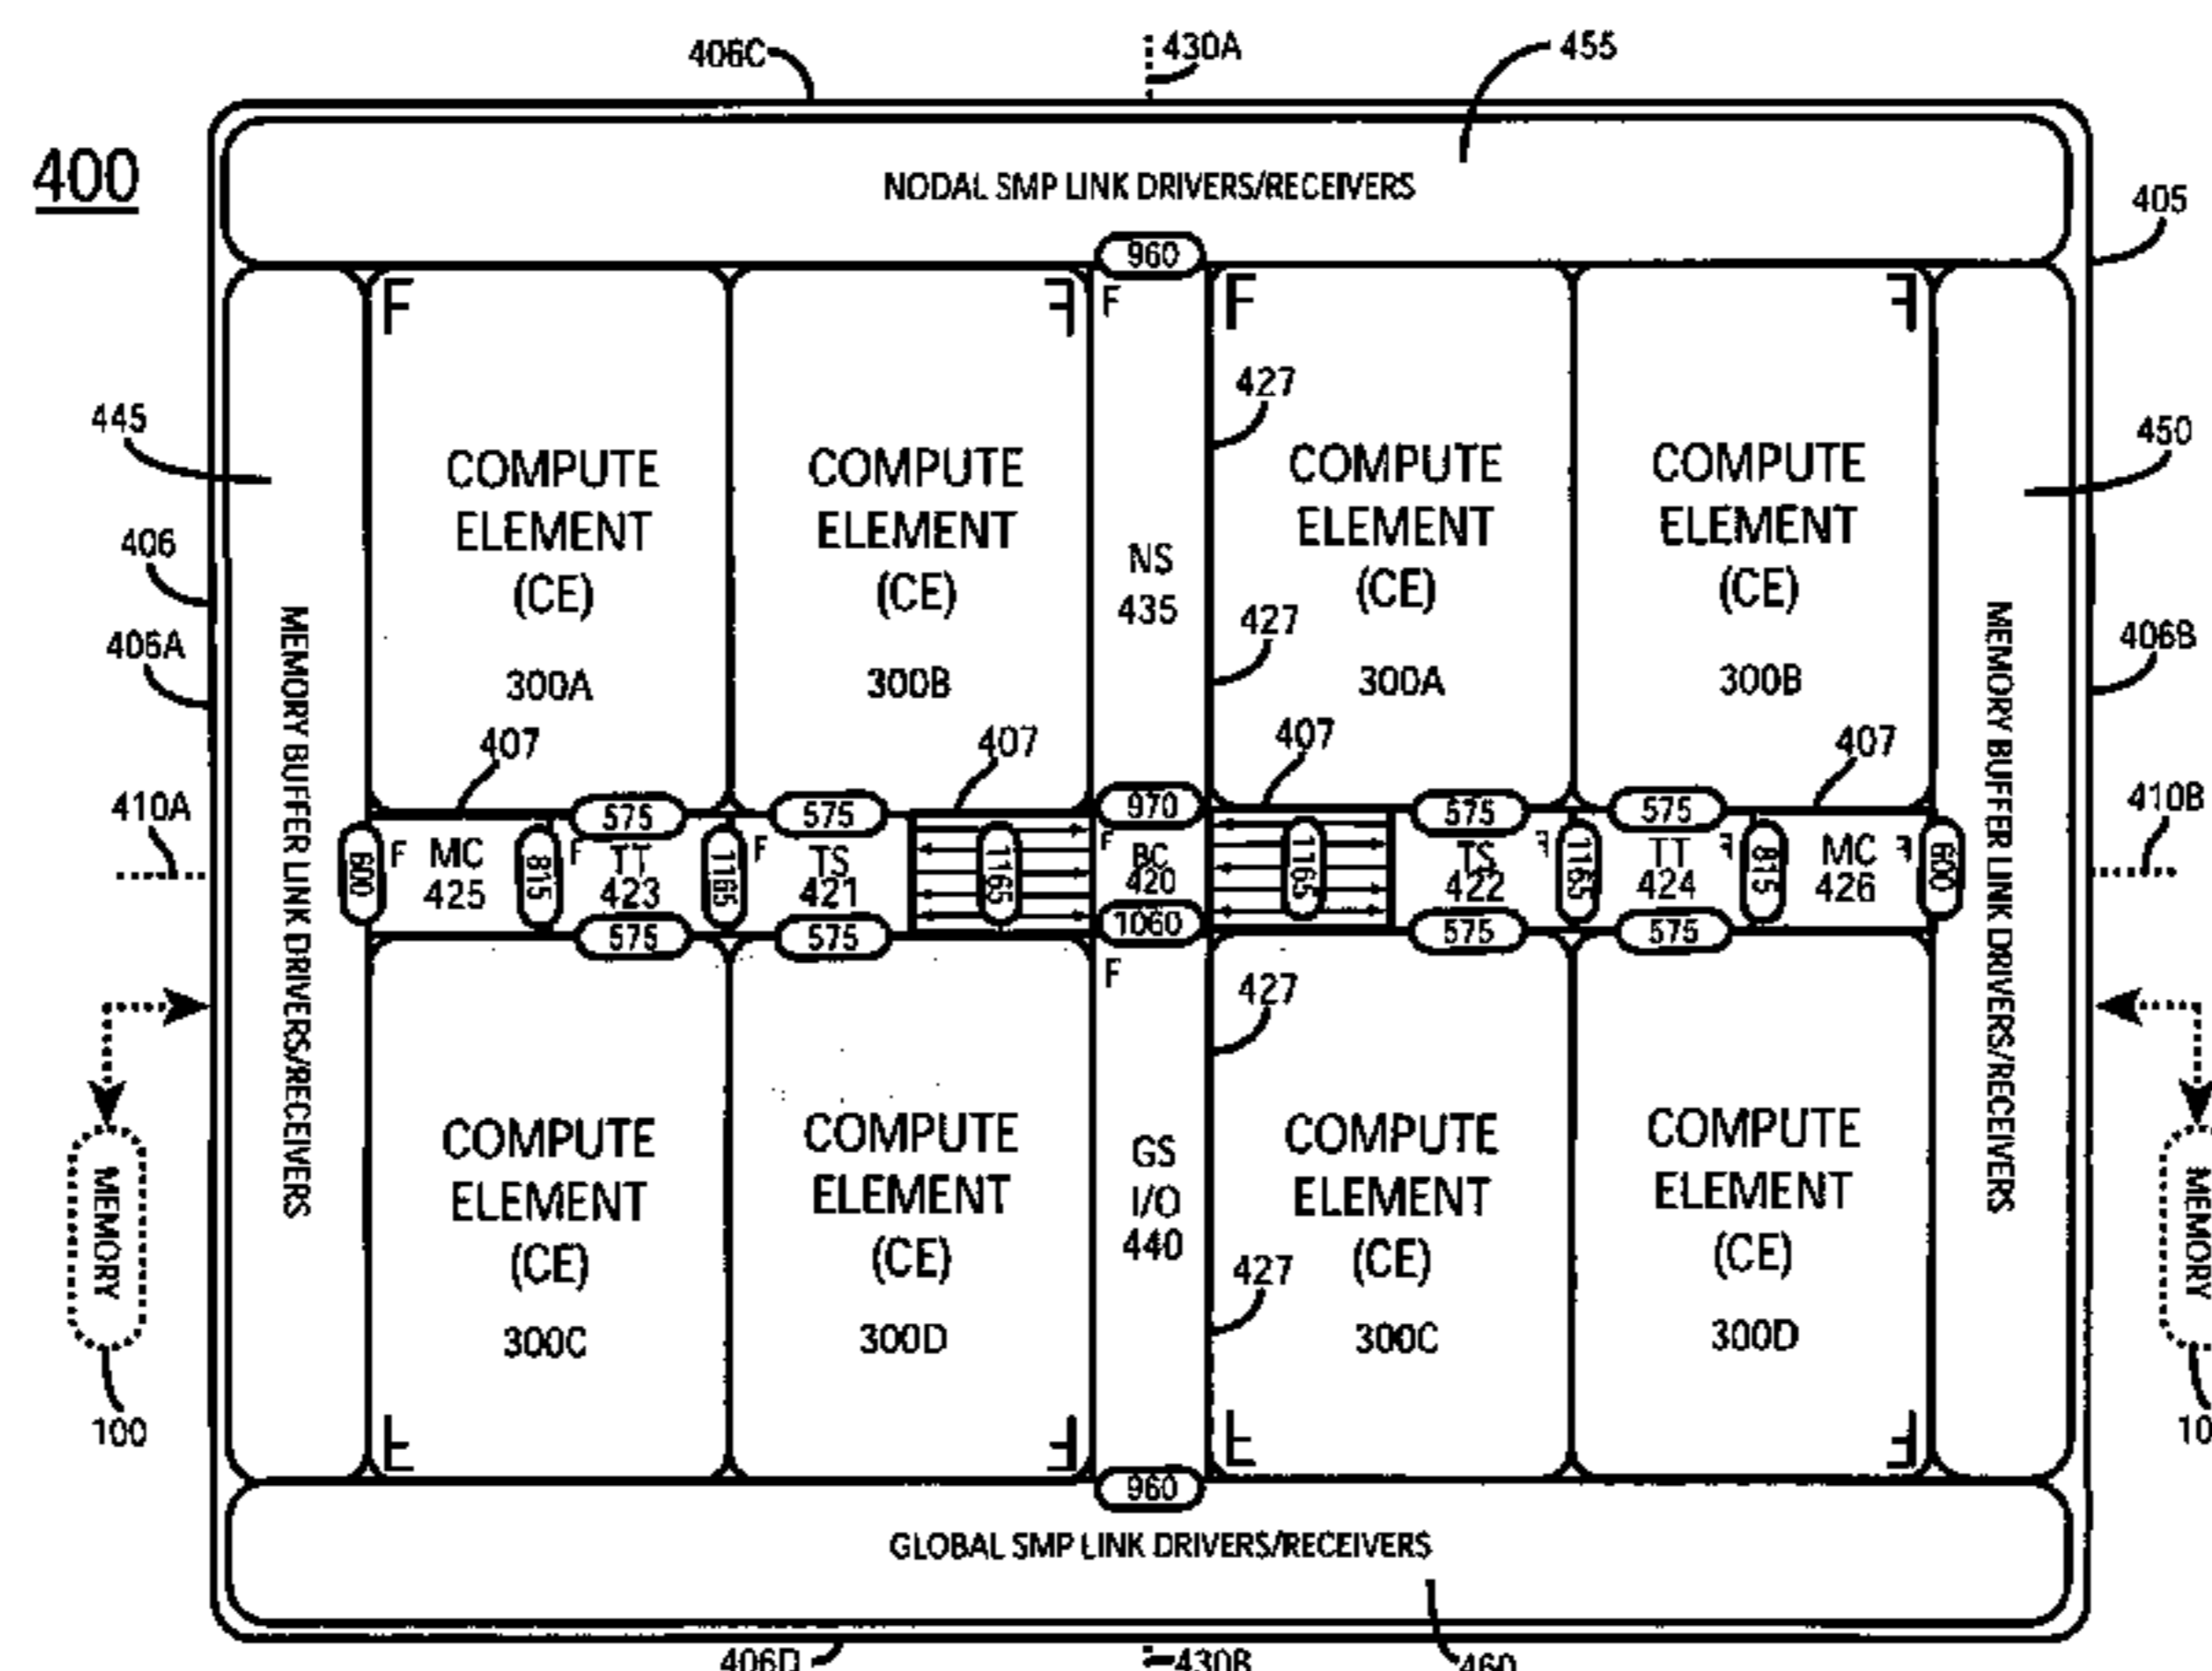 406C
430A
455
400
NODAL SMP LINK DRIVERS/RECEIVERS
405
960
F
F
F
F
F
427
445
COMPUTE
ELEMENT
(CE)
300A
COMPUTE
ELEMENT
(CE)
300B
NS
435
COMPUTE
ELEMENT
(CE)
300A
COMPUTE
ELEMENT
(CE)
300B
450
406
427
406A
406B
MEMORY BUFFER LINK DRIVERS/RECEIVERS
MEMORY BUFFER LINK DRIVERS/RECEIVERS
407
407
407
407
410A
410B
575
575
970
575
575
600
F
MC
425
815
F
TT
423
1165
F
TS
421
1165
F
BC
420
1165
TS
422
F
1165
TT
424
F
815
MC
426
F
600
575
575
1060
575
575
F
427
COMPUTE
ELEMENT
(CE)
300C
COMPUTE
ELEMENT
(CE)
300D
GS
I/O
440
COMPUTE
ELEMENT
(CE)
300C
COMPUTE
ELEMENT
(CE)
300D
427
MEMORY
MEMORY
100
10
F
F
F
F
960
GLOBAL SMP LINK DRIVERS/RECEIVERS
406D
430B
460